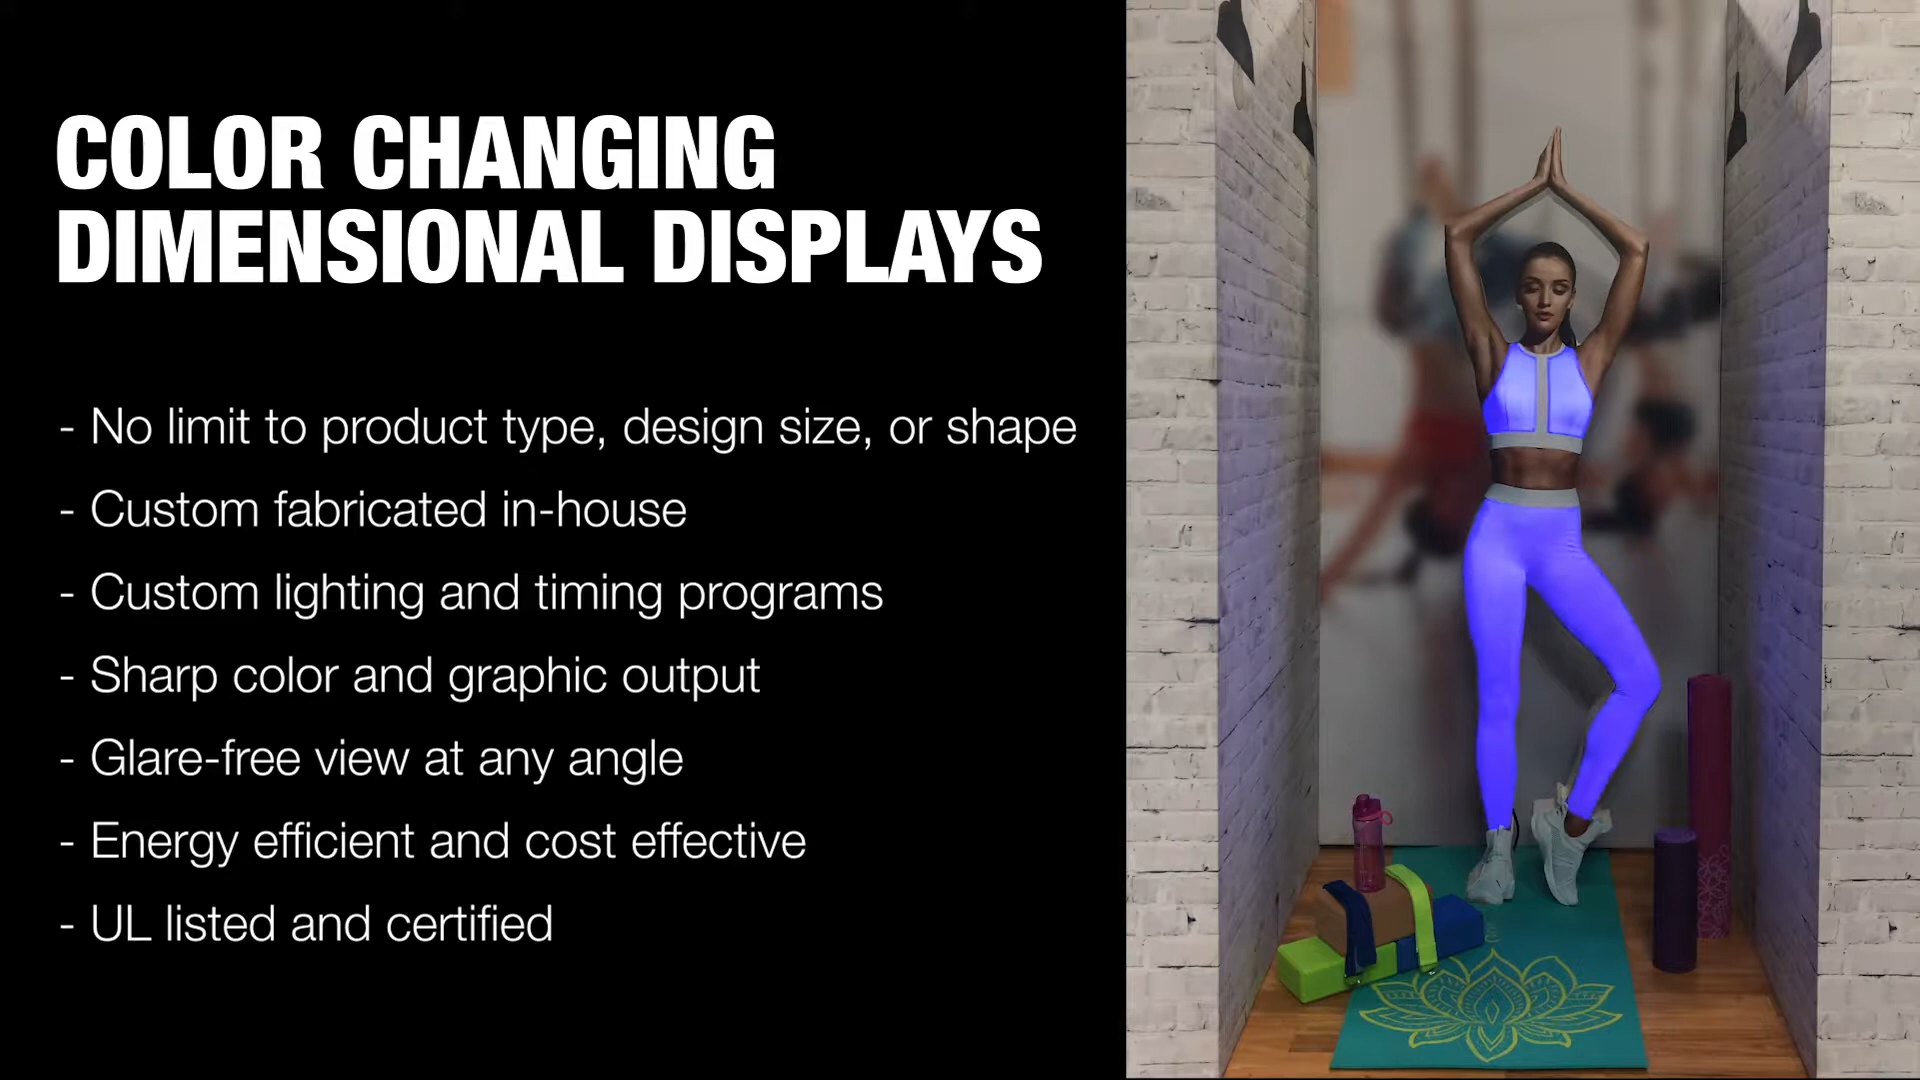 COLOR CHANGING
DIMENSIONAL DISPLAYS
- No limit to product type, design size, or shape
- Custom fabricated in-house
- Custom lighting and timing programs
- Sharp color and graphic output
- Glare-free view at any angle
- Energy efficient and cost effective
- UL listed and certified